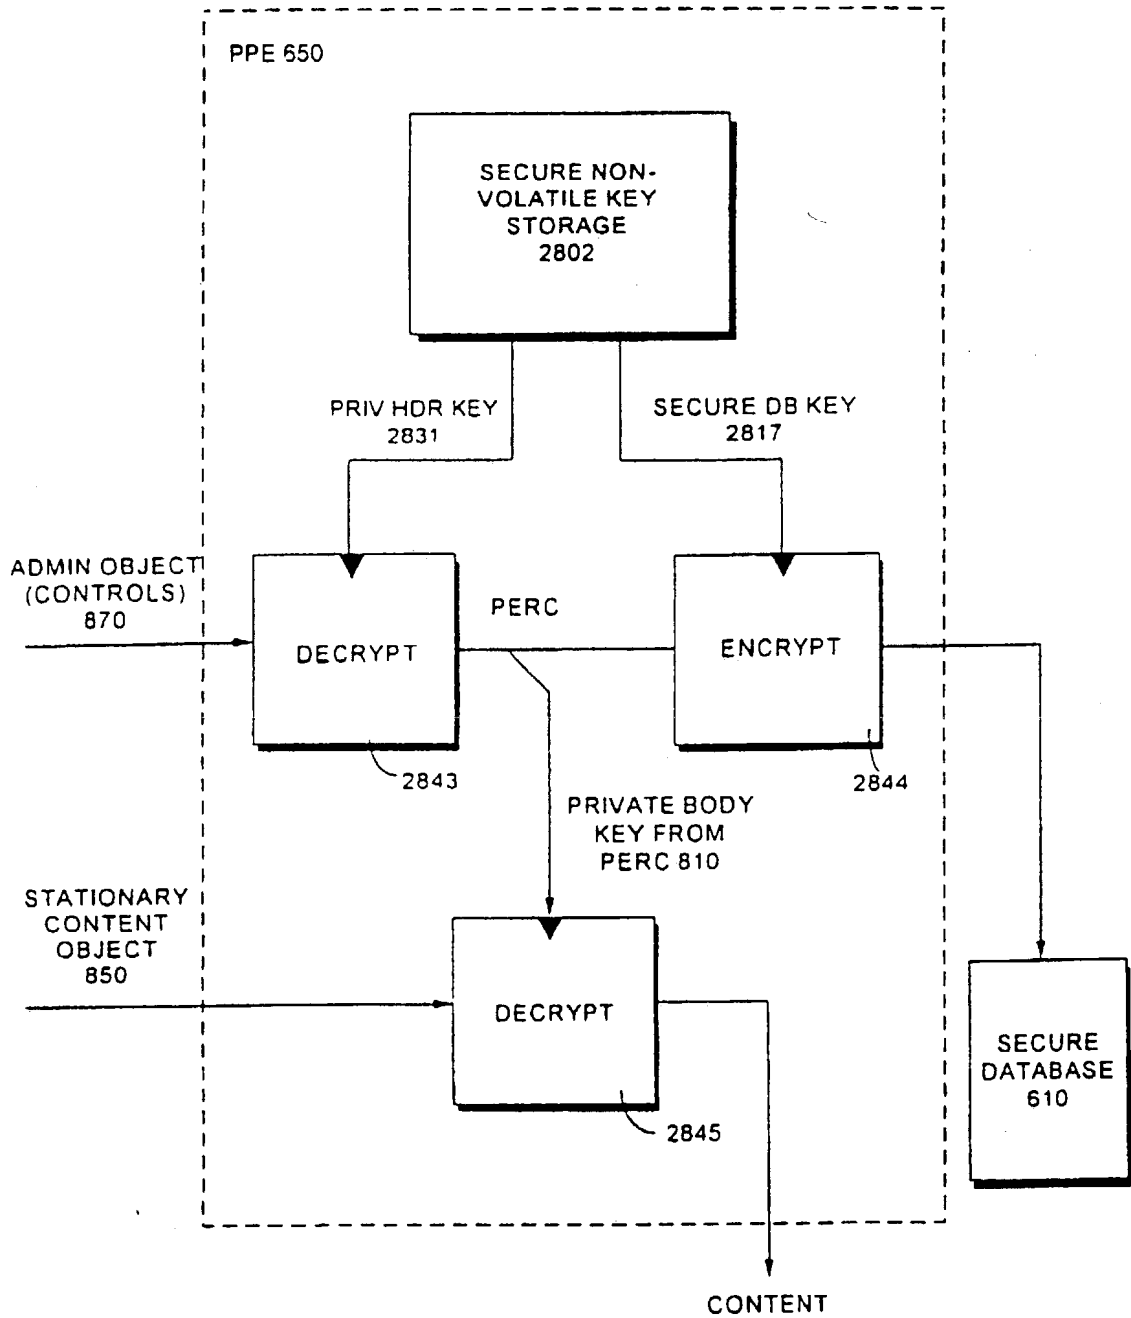 PPE 650
SECURE NON-
VOLATILE KEY
STORAGE
2802
PRIV HDR KEY
2831
SECURE DB KEY
2817
ADMIN OBJECT
(CONTROLS)
870
DECRYPT
PERC
ENCRYPT
2843
2844
PRIVATE BODY
KEY FROM
PERC 810
STATIONARY
CONTENT
OBJECT
850
DECRYPT
2845
SECURE
DATABASE
610
CONTENT